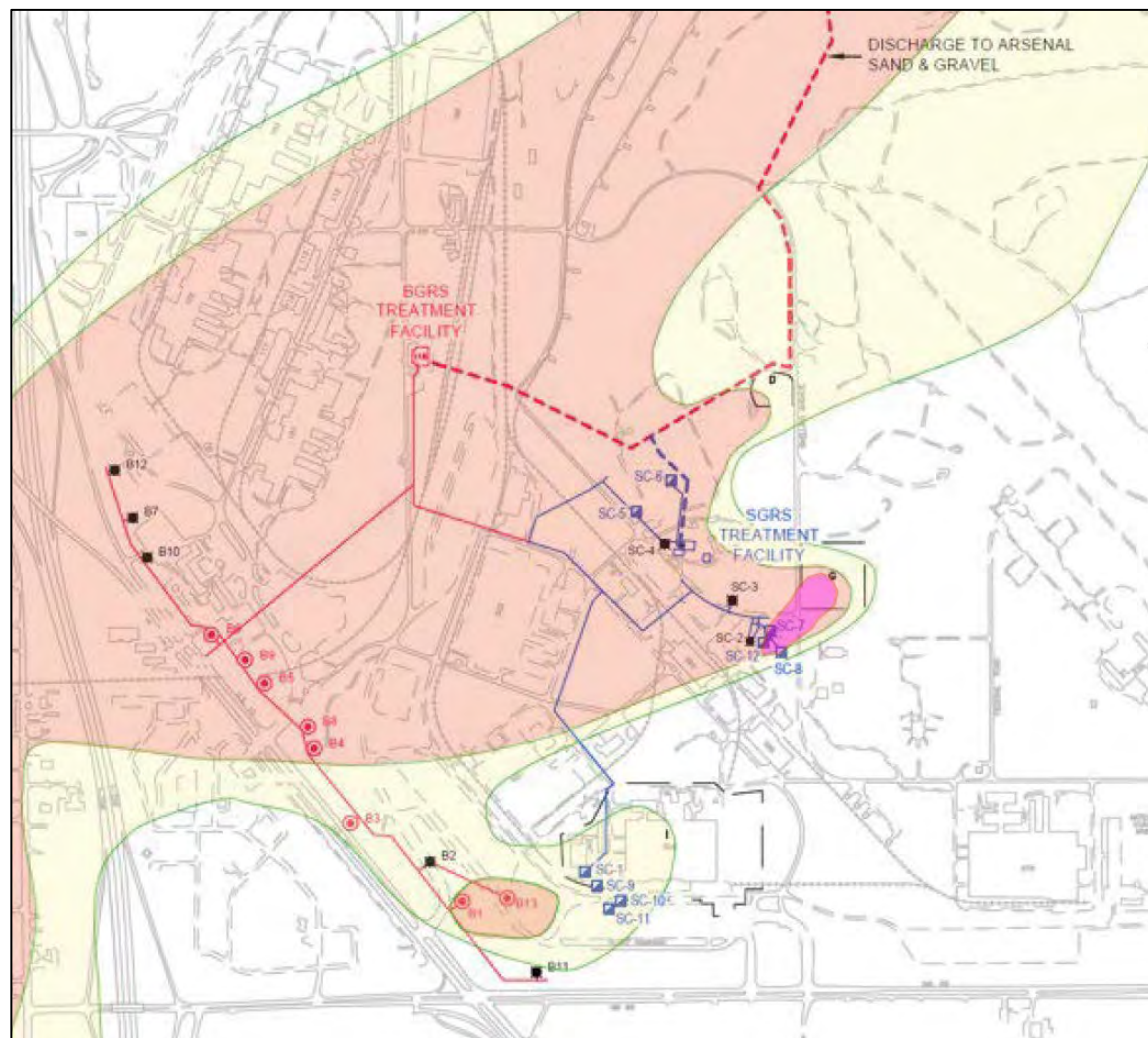 DISCHARGE TO ARSENAL
SAND & GRAVEL
BGRS
TREATMENT
FACILITY
D
B12
SC-6
B7
SC-5
SGRS
TREATMENT
FACILITY
SC-4
B10
G
SC-3
SC-7
SC-2
SC-12
SC-8
B9
B5
B8
B4
B3
I
B2
SC-1
SC-9
B1
B13
SC-10
SC-11
B11